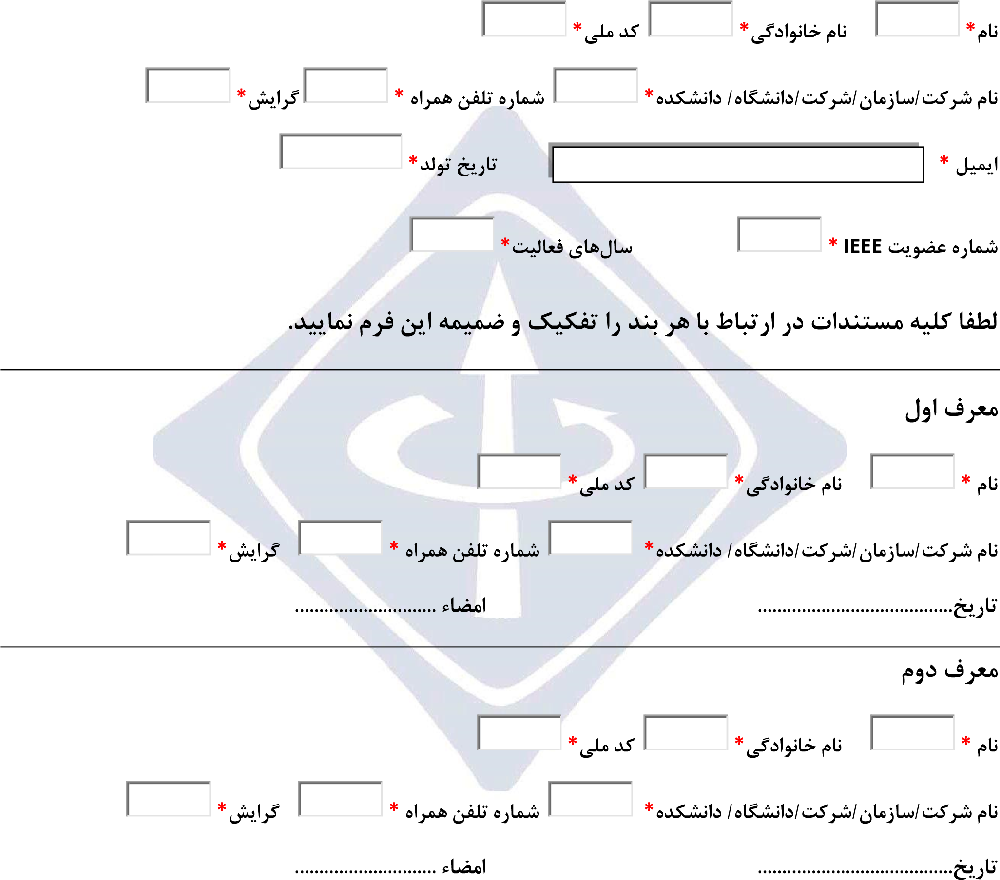 نام* نام خانوادگی* کد ملی*
نام شرکت/سازمان/شرکت/دانشگاه/ دانشکده* شماره تلفن همراه * گرایش*
ایمیل * تاریخ تولد*
شماره عضویت IEEE * سال‌های فعالیت*
لطفا کلیه مستندات در ارتباط با هر بند را تفکیک و ضمیمه این فرم نمایید.
معرف اول
نام * نام خانوادگی* کد ملی*
نام شرکت/سازمان/شرکت/دانشگاه/ دانشکده* شماره تلفن همراه * گرایش*
تاریخ....................................... امضاء ............................
معرف دوم
نام * نام خانوادگی* کد ملی*
نام شرکت/سازمان/شرکت/دانشگاه/ دانشکده* شماره تلفن همراه * گرایش*
تاریخ....................................... امضاء ............................